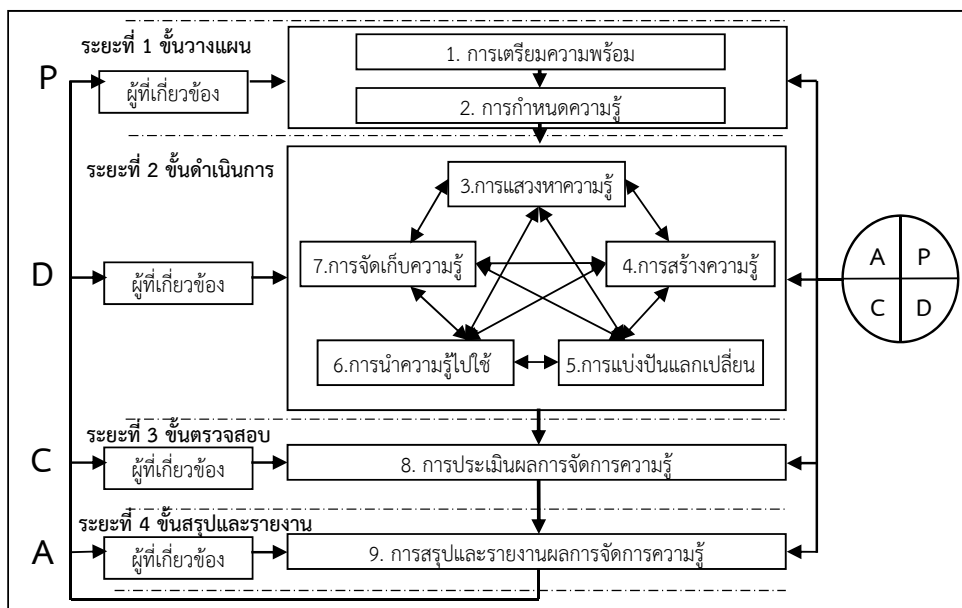 ระยะที่ 1 ขั้นวางแผน
1. การเตรียมความพร้อม
P
ผู้ที่เกี่ยวข้อง
2. การกำหนดความรู้
ระยะที่ 2 ขั้นดำเนินการ
3.การแสวงหาความรู้
D
ผู้ที่เกี่ยวข้อง
7.การจัดเก็บความรู้
4.การสร้างความรู้
A P
C D
6.การนำความรู้ไปใช้
5.การแบ่งปันแลกเปลี่ยน
ระยะที่ 3 ขั้นตรวจสอบ
C
ผู้ที่เกี่ยวข้อง
8. การประเมินผลการจัดการความรู้
ระยะที่ 4 ขั้นสรุปและรายงาน
A
ผู้ที่เกี่ยวข้อง
9. การสรุปและรายงานผลการจัดการความรู้